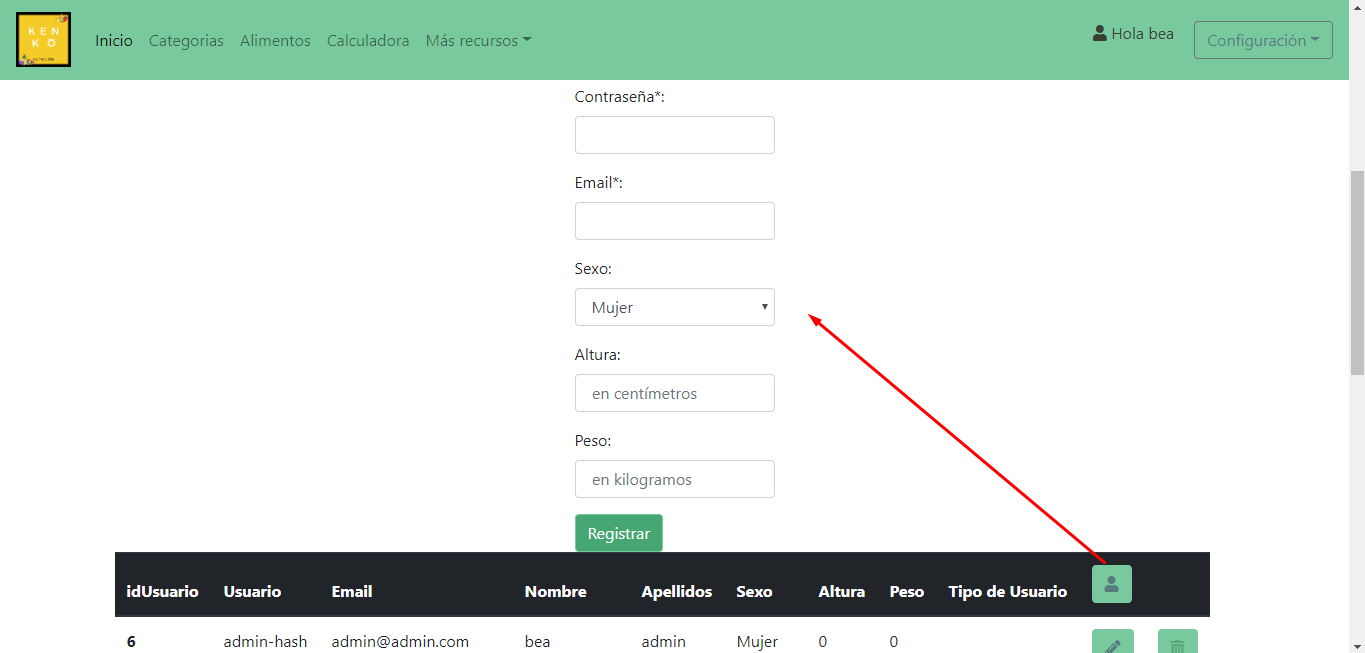 KEN
KO
Inicio Categorias Alimentos Calculadora Más recursos
Hola bea
Configuración
Contraseña*:
Email*:
Sexo:
Mujer
Altura:
en centímetros
Peso:
en kilogramos
Registrar
idUsuario Usuario Email Nombre Apellidos Sexo Altura Peso Tipo de Usuario
6 admin-hash admin@admin.com bea admin Mujer 0 0